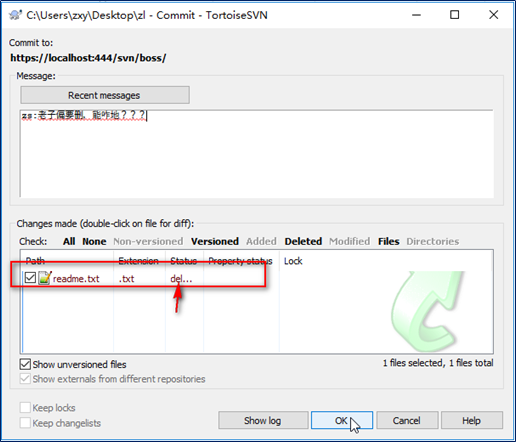 C:\Users\zxy\Desktop\zl - Commit - TortoiseSVN
Commit to:
https://localhost:444/svn/boss/
Message:
Recent messages
zs:老子偏要删，能咋地？？？
Changes made (double-click on file for diff):
Check: All None Non-versioned Versioned Added Deleted Modified Files Directories
Path Extension Status Property status Lock
readme.txt .txt del...
Show unversioned files 1 files selected, 1 files total
Show externals from different repositories
Keep locks
Keep changelists
Show log OK Cancel Help